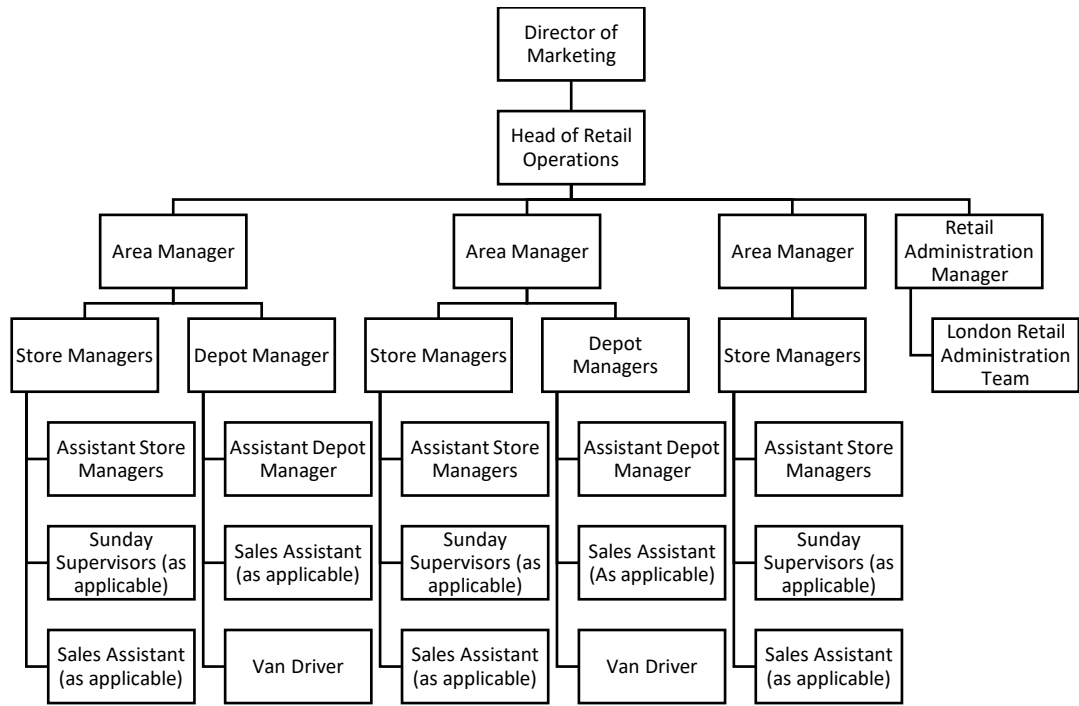 Director of
Marketing
Head of Retail
Operations
Area Manager
Area Manager
Area Manager
Retail
Administration
Manager
Store Managers
Depot Manager
Store Managers
Depot
Managers
Store Managers
London Retail
Administration
Team
Assistant Store
Managers
Assistant Depot
Manager
Assistant Store
Managers
Assistant Depot
Manager
Assistant Store
Managers
Sunday
Supervisors (as
applicable)
Sales Assistant
(as applicable)
Sunday
Supervisors (as
applicable)
Sales Assistant
(As applicable)
Sunday
Supervisors (as
applicable)
Sales Assistant
(as applicable)
Van Driver
Sales Assistant
(as applicable)
Van Driver
Sales Assistant
(as applicable)